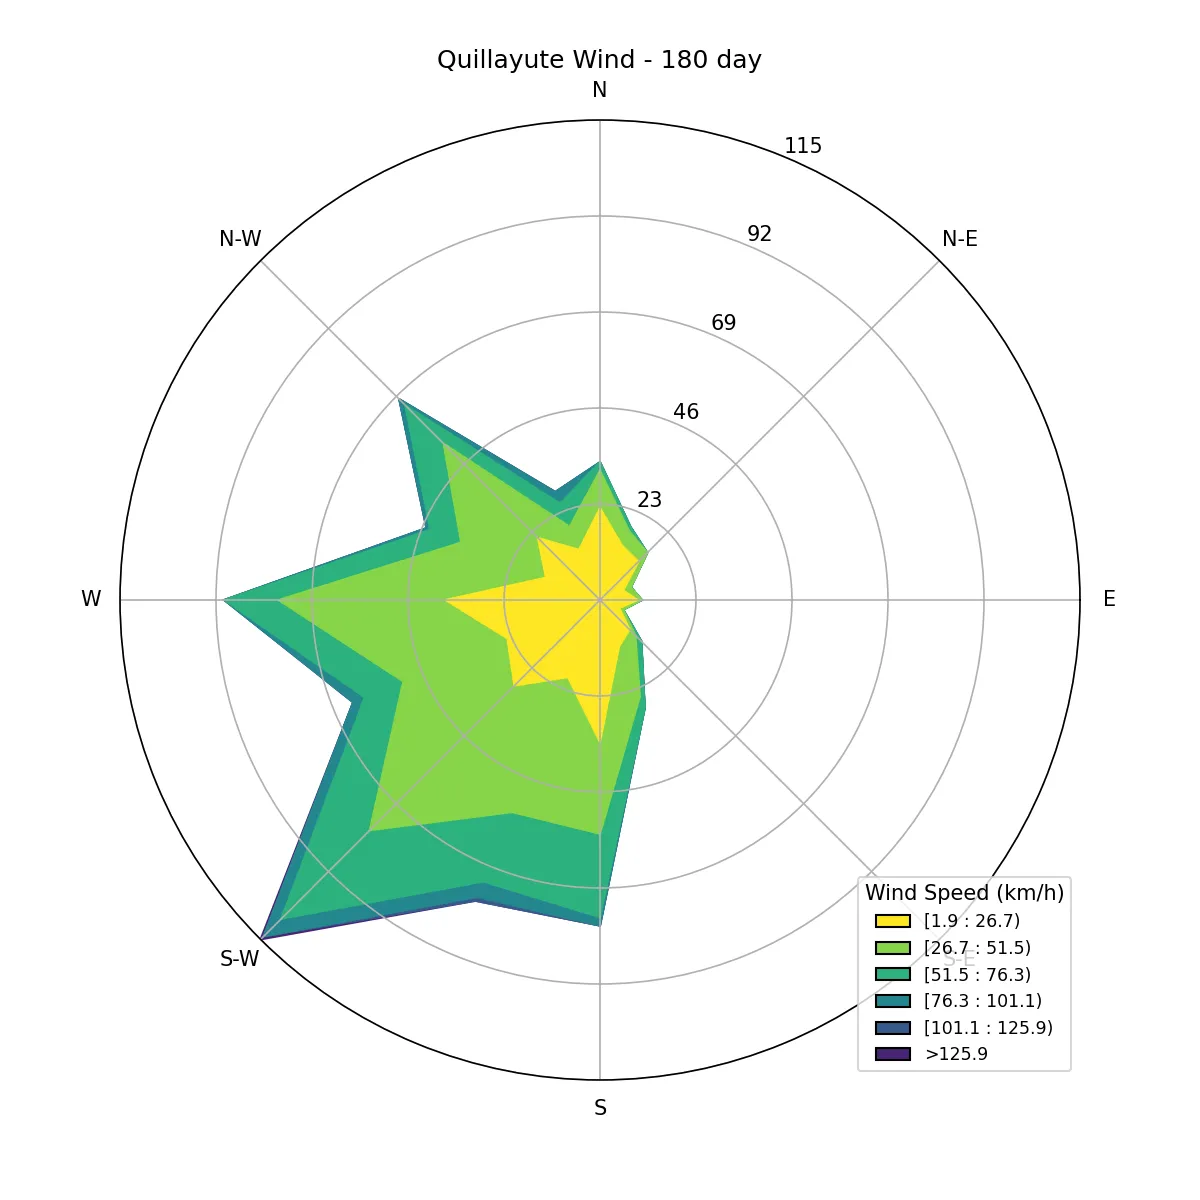 Quillayute Wind - 180 day
N
115
92
N-W
N-E
69
46
23
W
E
S-W
S-E
S
Wind Speed (km/h)
[1.9 : 26.7)
[26.7 : 51.5)
[51.5 : 76.3)
[76.3 : 101.1)
[101.1 : 125.9)
>125.9